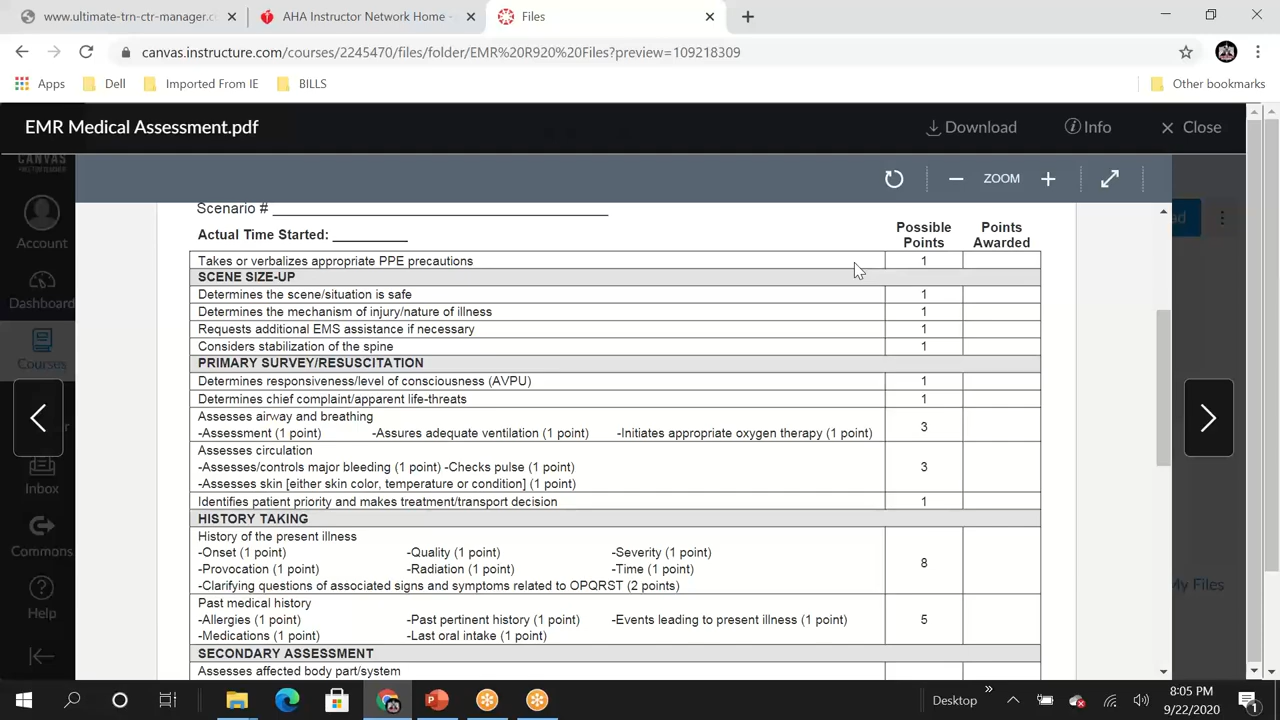 www.ultimate-trn-ctr-manager.co
AHA Instructor Network Home -
Files
canvas.instructure.com/courses/2245470/files/folder/EMR%20R920%20Files?preview=109218309
Apps
Dell
Imported From IE
BILLS
Other bookmarks
EMR Medical Assessment.pdf
Download
Info
Close
CANVAS
Account
Dashboard
Courses
Inbox
Commons
Help
ZOOM
My Files
Scenario #
Actual Time Started:
Possible Points
Points Awarded
Takes or verbalizes appropriate PPE precautions 1
SCENE SIZE-UP
Determines the scene/situation is safe 1
Determines the mechanism of injury/nature of illness 1
Requests additional EMS assistance if necessary 1
Considers stabilization of the spine 1
PRIMARY SURVEY/RESUSCITATION
Determines responsiveness/level of consciousness (AVPU) 1
Determines chief complaint/apparent life-threats 1
Assesses airway and breathing
-Assessment (1 point) -Assures adequate ventilation (1 point) -Initiates appropriate oxygen therapy (1 point) 3
Assesses circulation
-Assesses/controls major bleeding (1 point) -Checks pulse (1 point) 3
-Assesses skin [either skin color, temperature or condition] (1 point)
Identifies patient priority and makes treatment/transport decision 1
HISTORY TAKING
History of the present illness
-Onset (1 point) -Quality (1 point) -Severity (1 point)
-Provocation (1 point) -Radiation (1 point) -Time (1 point) 8
-Clarifying questions of associated signs and symptoms related to OPQRST (2 points)
Past medical history
-Allergies (1 point) -Past pertinent history (1 point) -Events leading to present illness (1 point) 5
-Medications (1 point) -Last oral intake (1 point)
SECONDARY ASSESSMENT
Assesses affected body part/system
Desktop
8:05 PM
9/22/2020
1